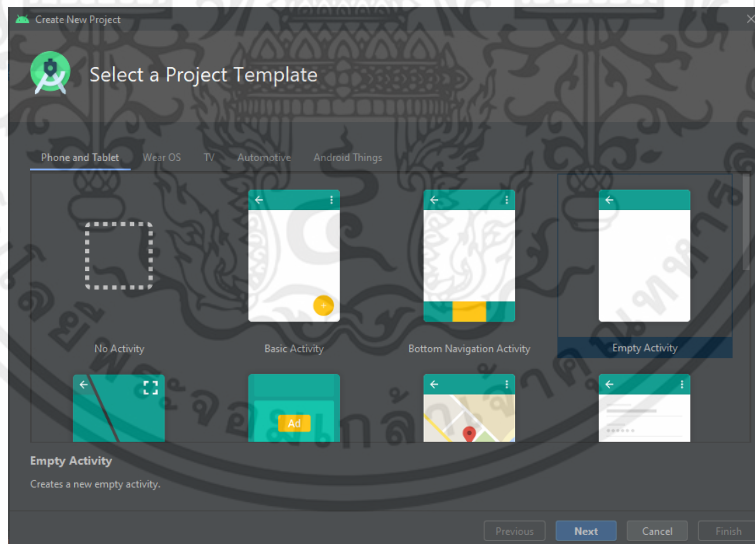 Create New Project
Select a Project Template
Phone and Tablet Wear OS TV Automotive Android Things
No Activity Basic Activity Bottom Navigation Activity Empty Activity
Ad
Empty Activity
Creates a new empty activity.
Previous Next Cancel Finish